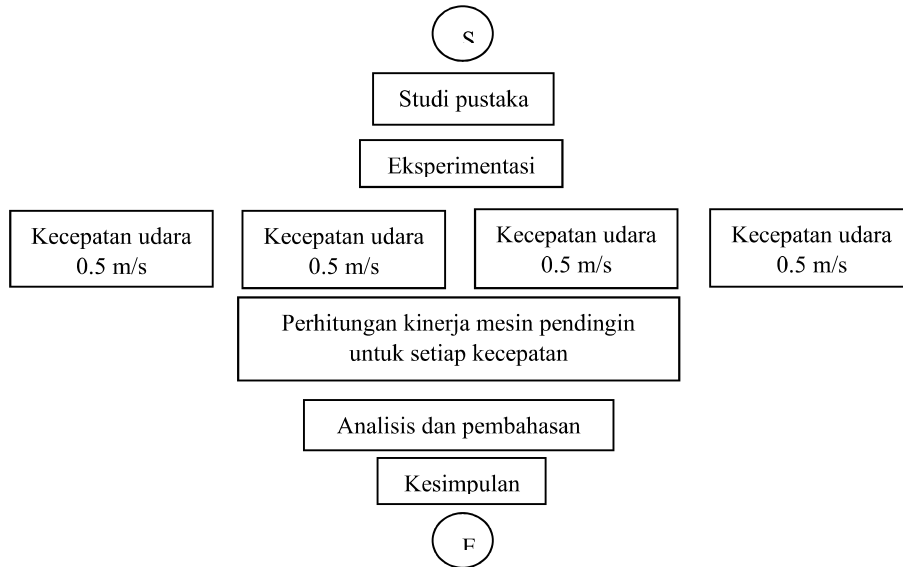 S
Studi pustaka
Eksperimentasi
Kecepatan udara
0.5 m/s
Kecepatan udara
0.5 m/s
Kecepatan udara
0.5 m/s
Kecepatan udara
0.5 m/s
Perhitungan kinerja mesin pendingin
untuk setiap kecepatan
Analisis dan pembahasan
Kesimpulan